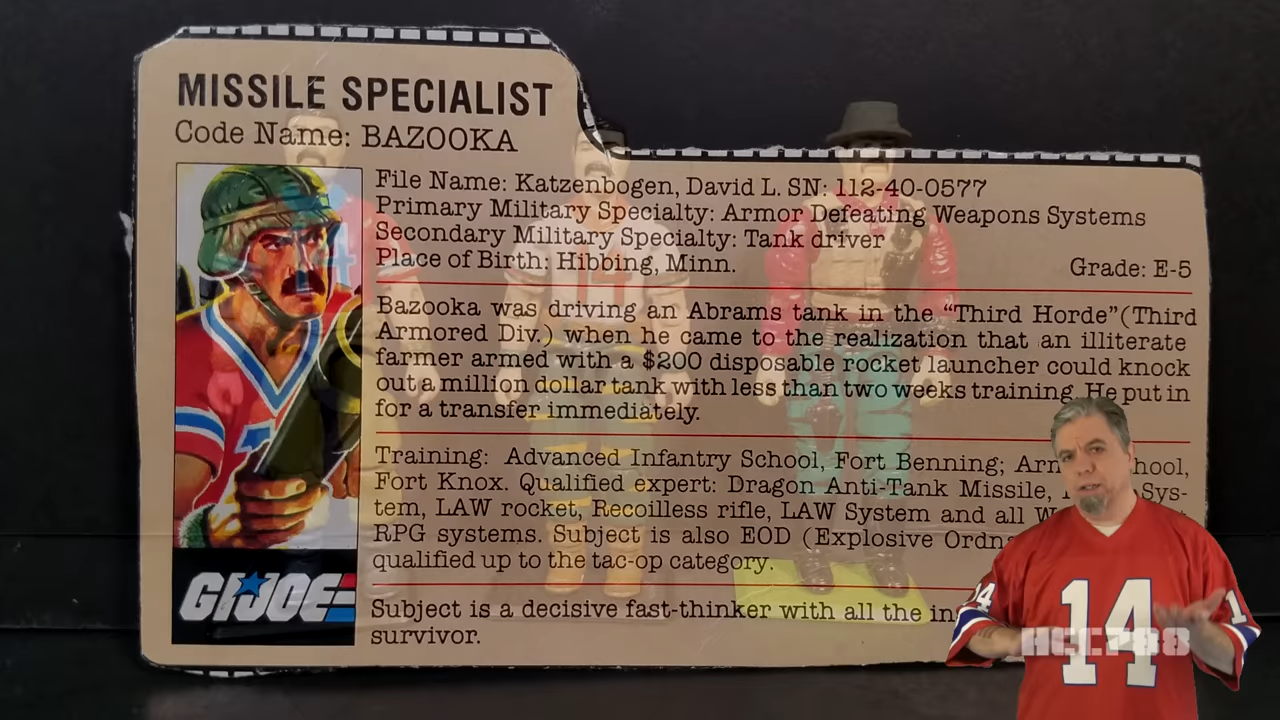 MISSILE SPECIALIST
Code Name: BAZOOKA
File Name: Katzenbogen, David L. SN: 112-40-0577
Primary Military Specialty: Armor Defeating Weapons Systems
Secondary Military Specialty: Tank driver
Place of Birth: Hibbing, Minn. Grade: E-5
Bazooka was driving an Abrams tank in the “Third Horde”(Third
Armored Div.) when he came to the realization that an illiterate
farmer armed with a $200 disposable rocket launcher could knock
out a million dollar tank with less than two weeks training. He put in
for a transfer immediately.
Training: Advanced Infantry School, Fort Benning;
Fort Knox. Qualified expert: Dragon Anti-Tank Missile, Sys-
tem, LAW rocket, Recoilless rifle, LAW System and all
RPG systems. Subject is also EOD (Explosive
qualified up to the tac-op category.
Subject is a decisive fast-thinker with all the
survivor.
GI JOE
14
HCC788